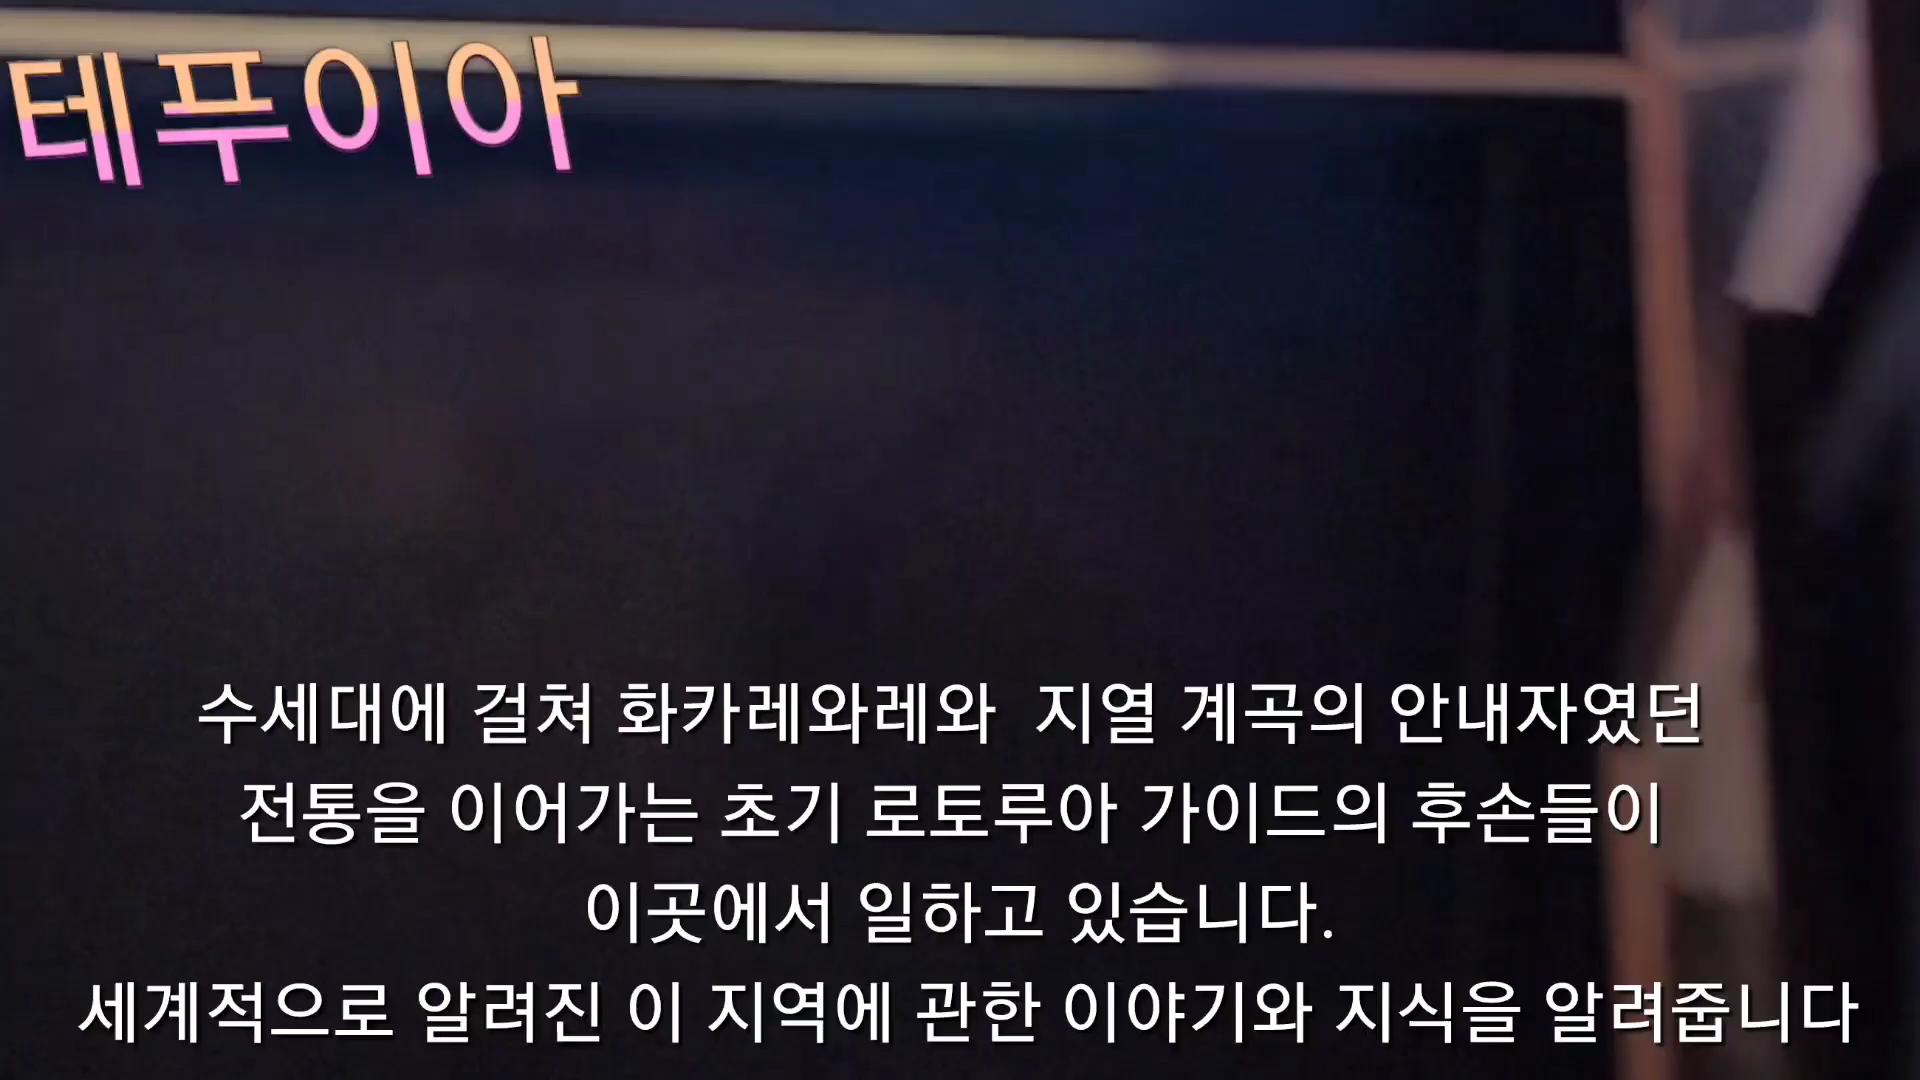 테푸이아
수세대에 걸쳐 화카레와레와  지열 계곡의 안내자였던
전통을 이어가는 초기 로토루아 가이드의 후손들이
이곳에서 일하고 있습니다.
세계적으로 알려진 이 지역에 관한 이야기와 지식을 알려줍니다